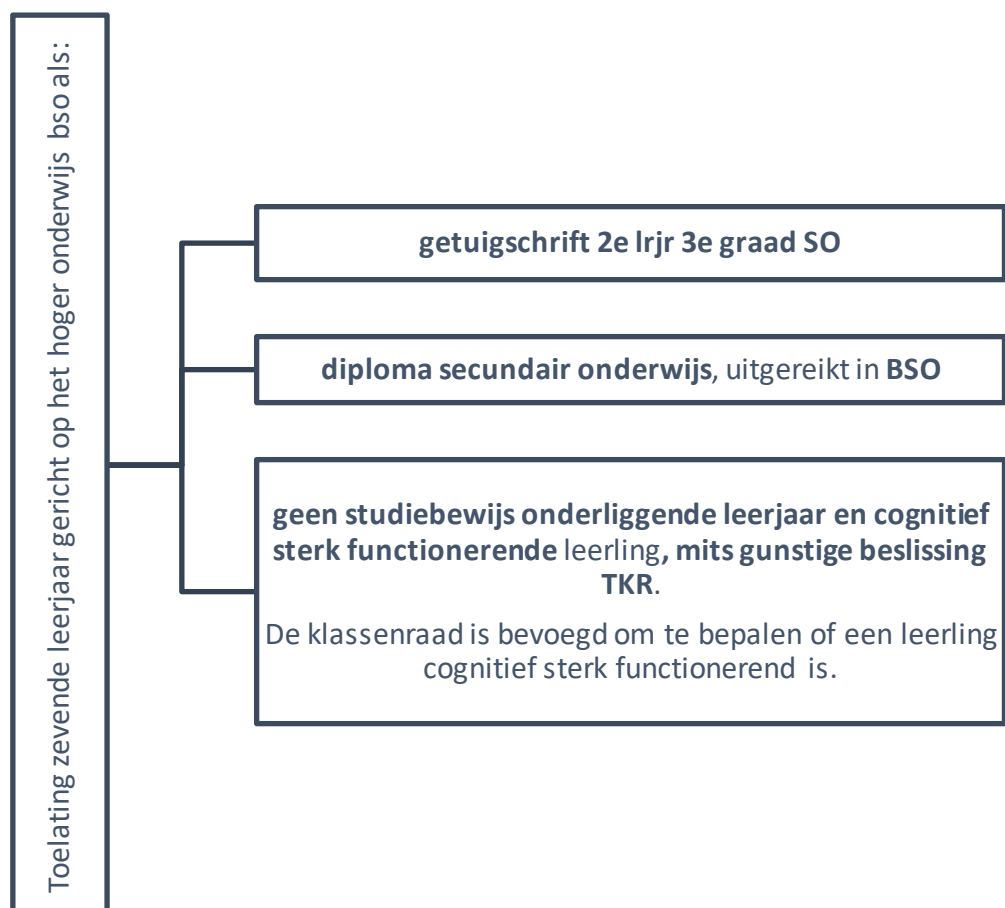 Toelating zevende leerjaar gericht op het hoger onderwijs bso als:
getuigschrift 2e lrjr 3e graad SO
diploma secundair onderwijs, uitgereikt in BSO
geen studiebewijs onderliggende leerjaar en cognitief
sterk functionerende leerling, mits gunstige beslissing
TKR.
De klassenraad is bevoegd om te bepalen of een leerling
cognitief sterk functionerend is.